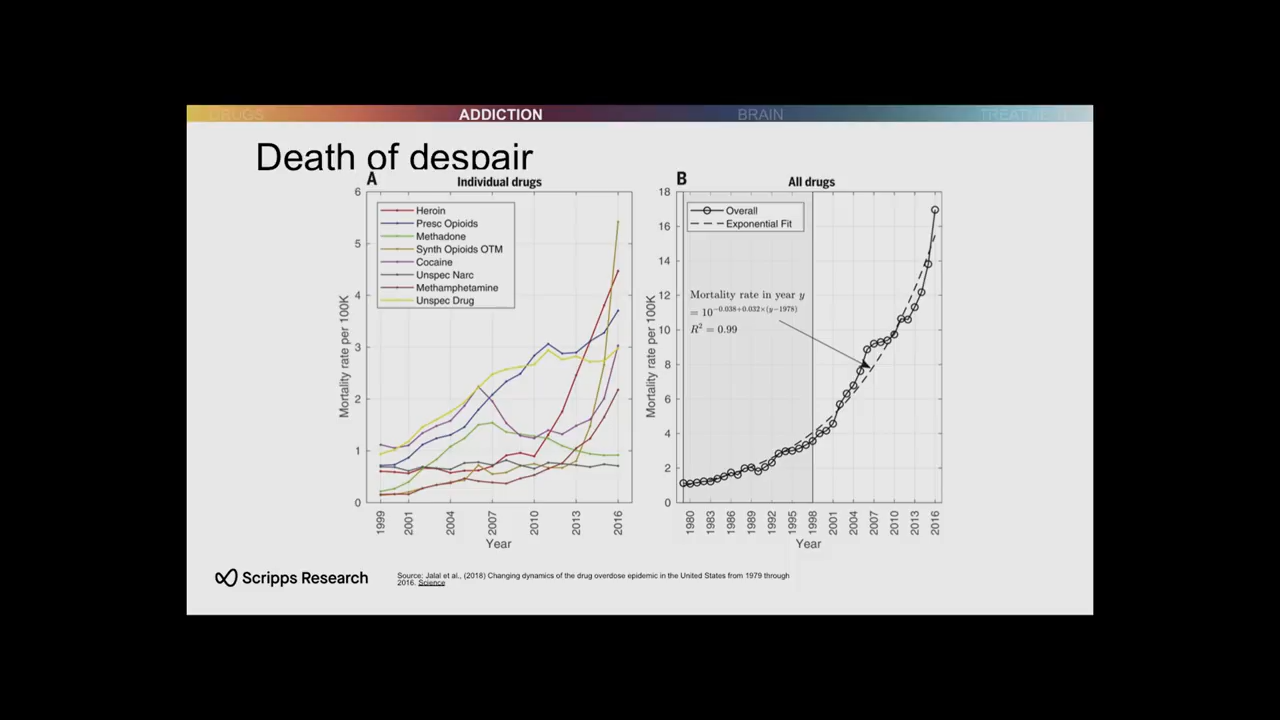 DRUGS
ADDICTION
BRAIN
TREATMENT
Death of despair
A
Individual drugs
6
5
4
3
2
1
0
Mortality rate per 100K
Heroin
Presc Opioids
Methadone
Synth Opioids OTM
Cocaine
Unspec Narc
Methamphetamine
Unspec Drug
1999
2001
2004
2007
2010
2013
2016
Year
B
All drugs
18
16
14
12
10
8
6
4
2
0
Mortality rate per 100K
Overall
Exponential Fit
Mortality rate in year y
= 10^{-0.038+0.032×(y−1978)}
R² = 0.99
1980
1983
1986
1989
1992
1995
1998
2001
2004
2007
2010
2013
2016
Year
Scripps Research
Source: Jalal et al., (2018) Changing dynamics of the drug overdose epidemic in the United States from 1979 through
2016. Science